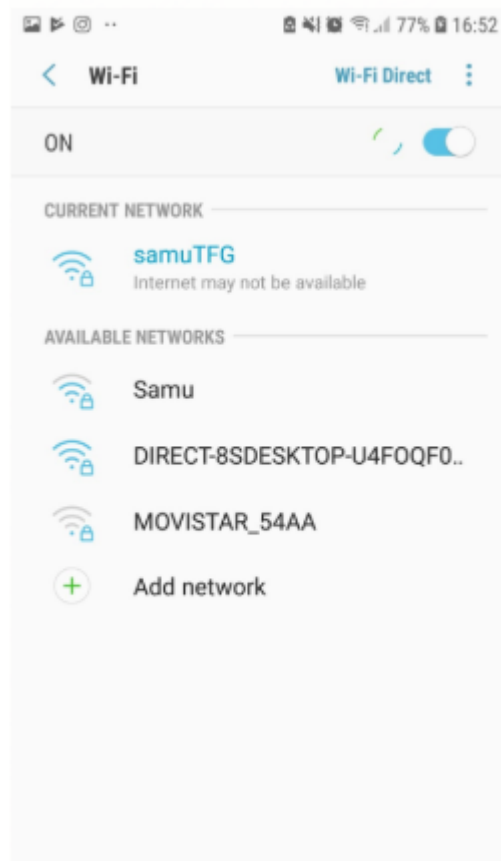 77% 16:52
Wi-Fi Wi-Fi Direct
ON
CURRENT NETWORK
samuTFG
Internet may not be available
AVAILABLE NETWORKS
Samu
DIRECT-8SDESKTOP-U4FOQF0..
MOVISTAR_54AA
Add network